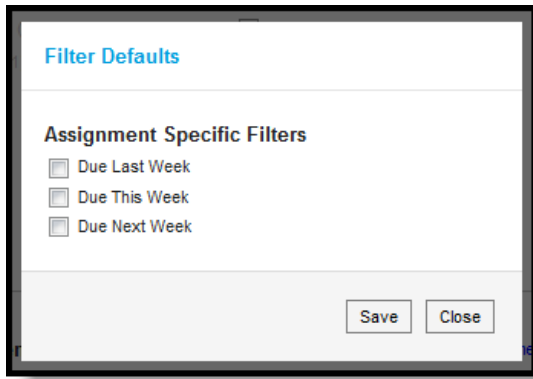 Filter Defaults
Assignment Specific Filters
Due Last Week
Due This Week
Due Next Week
Save Close